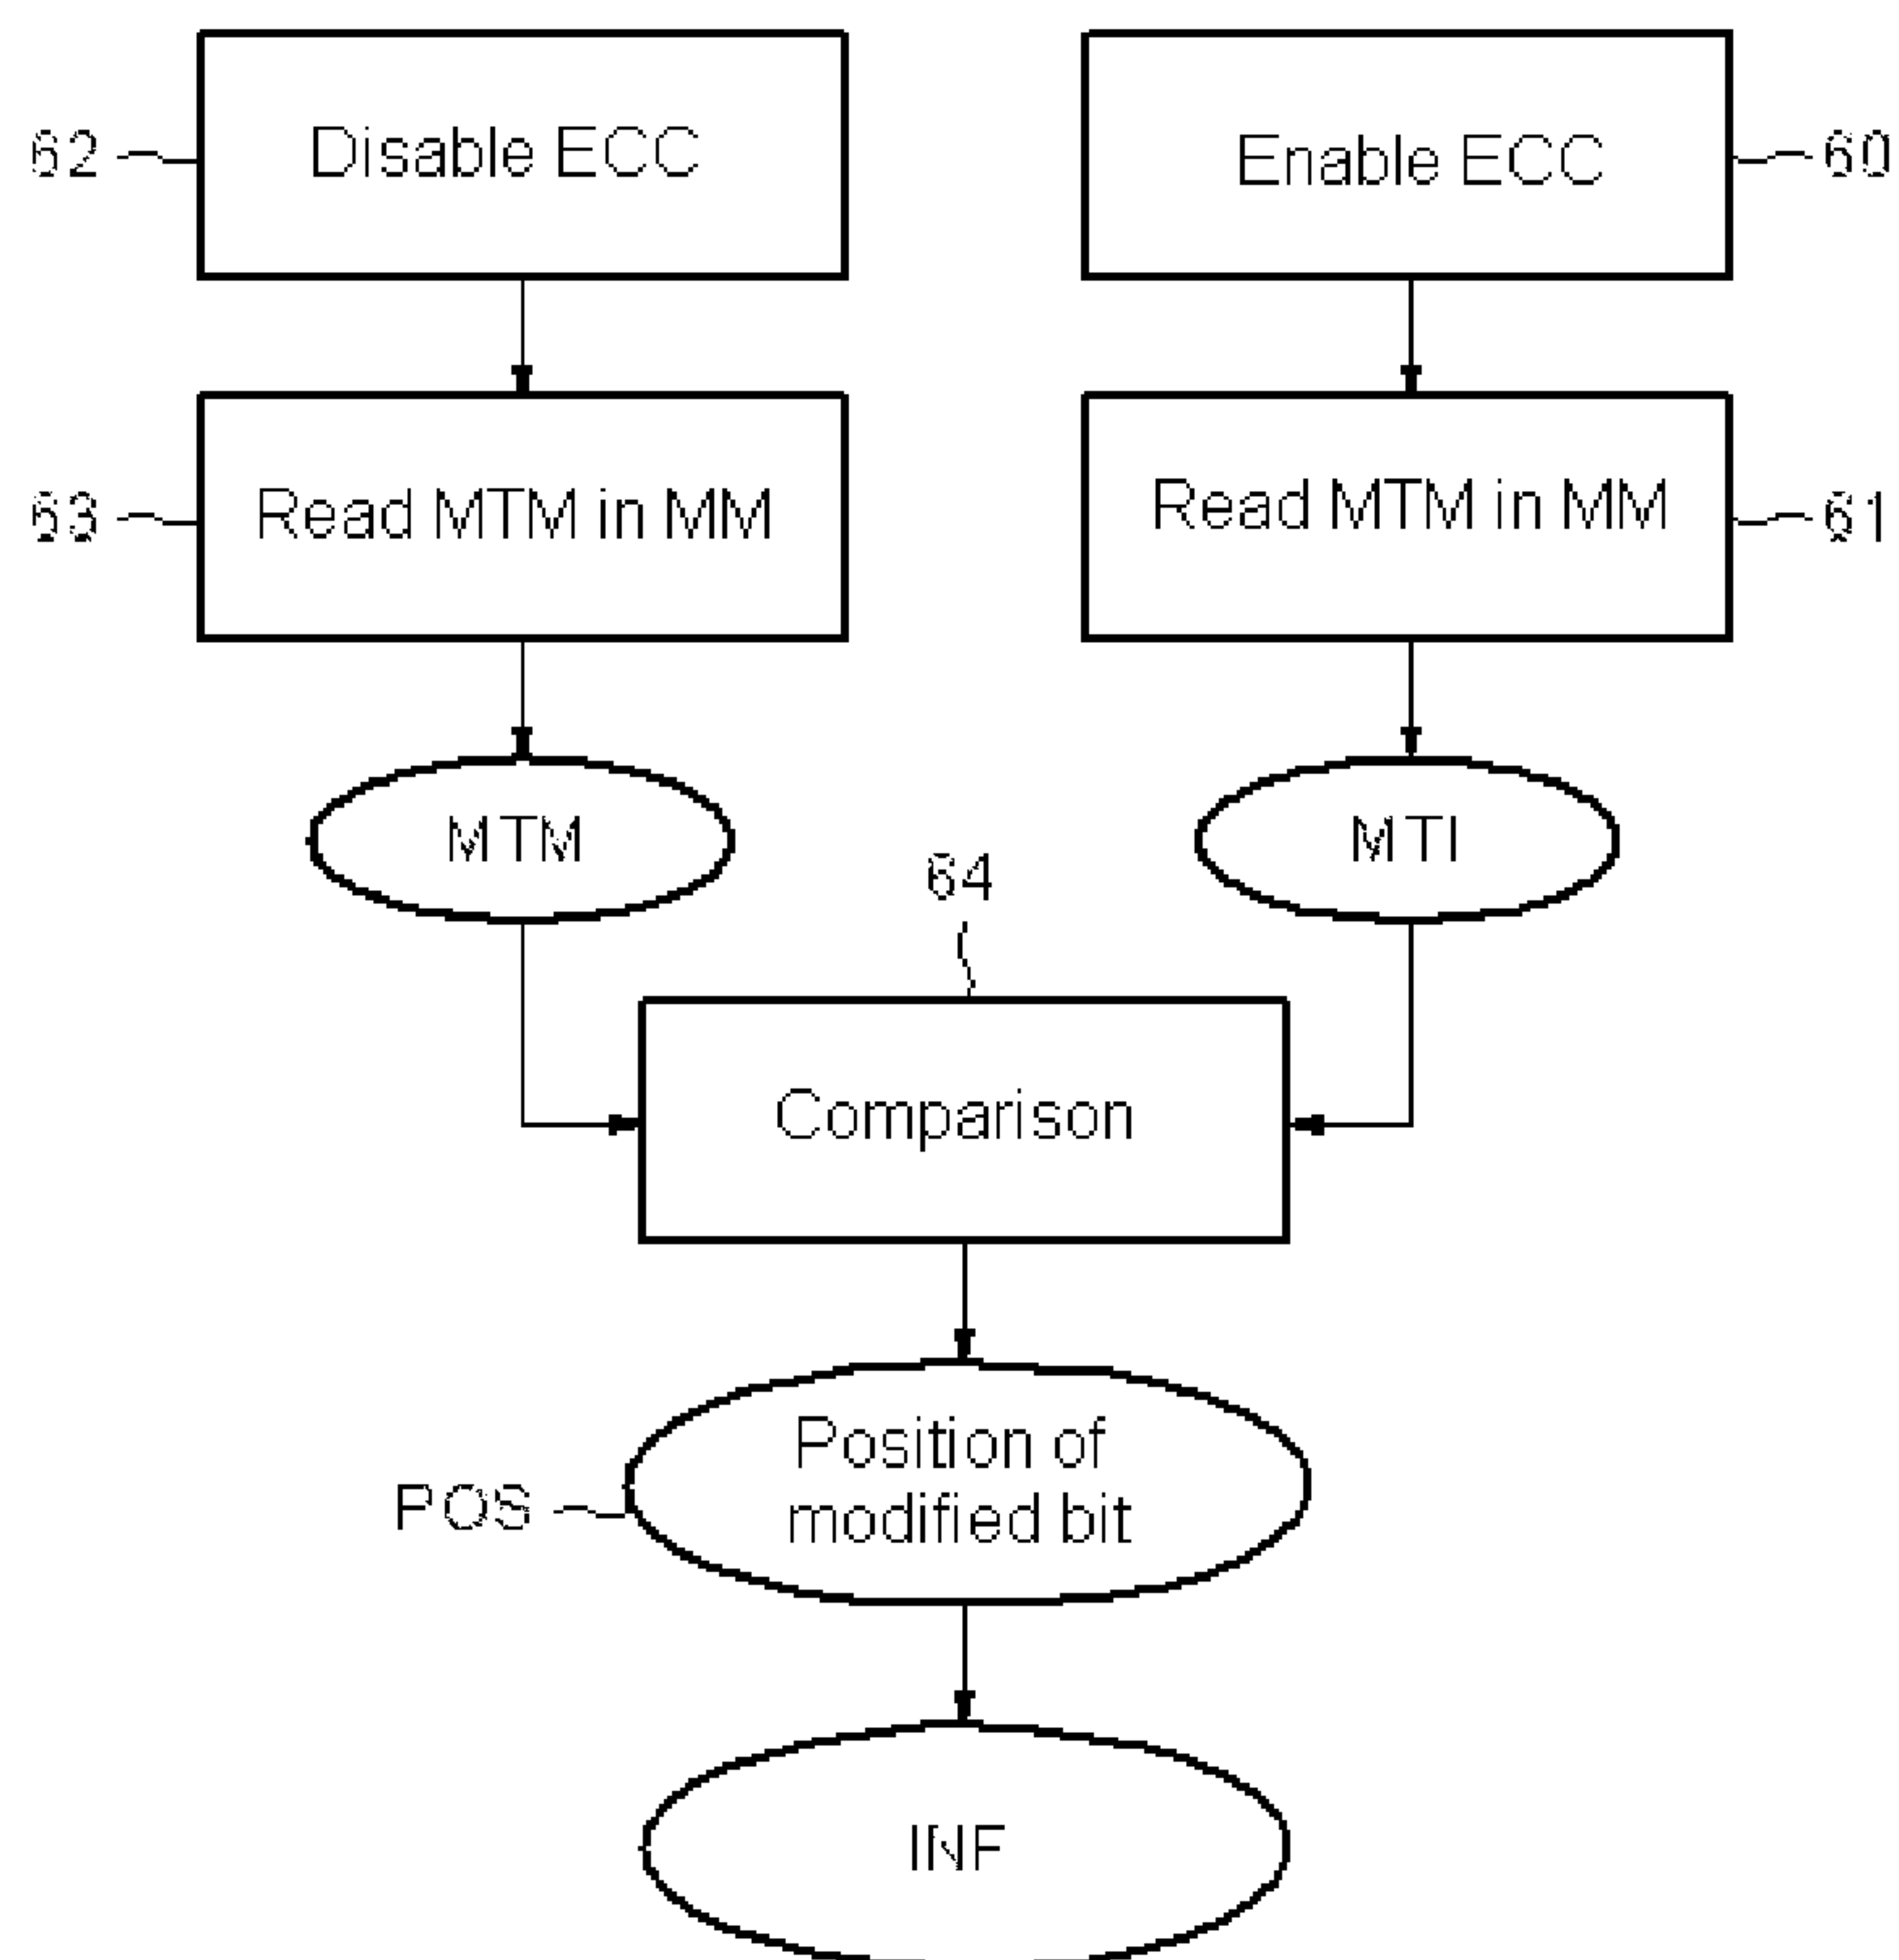 62
Disable ECC
Enable ECC
60
63
Read MTM in MM
Read MTM in MM
61
MTM
MTI
64
Comparison
POS
Position of
modified bit
INF